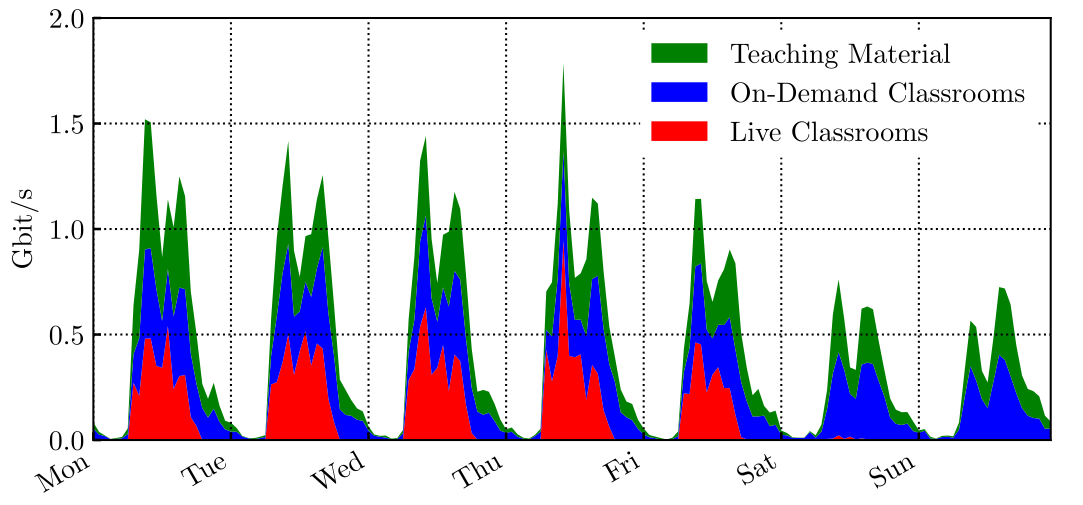 2.0
Teaching Material
On-Demand Classrooms
1.5
Live Classrooms
1.0
Gbit/s
0.5
0.0
Mon Tue Wed Thu Fri Sat Sun